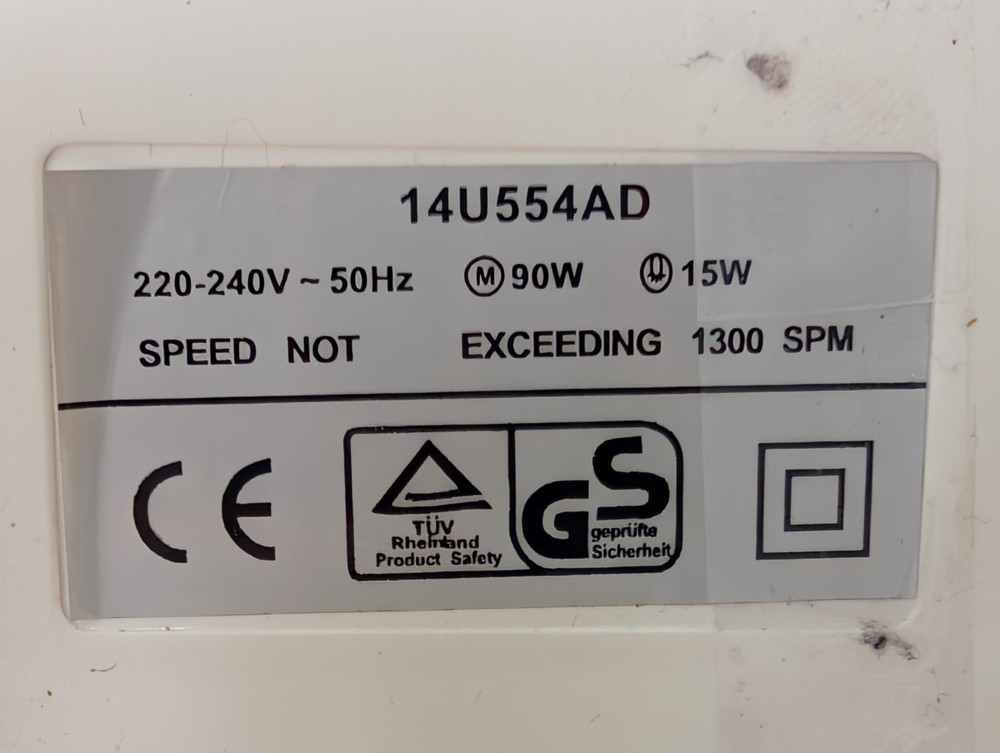 14U554AD
220-240V ~ 50Hz M 90W 15W
SPEED NOT EXCEEDING 1300 SPM
CE
TÜV
Rheinland
Product Safety
GS
geprüfte
Sicherheit